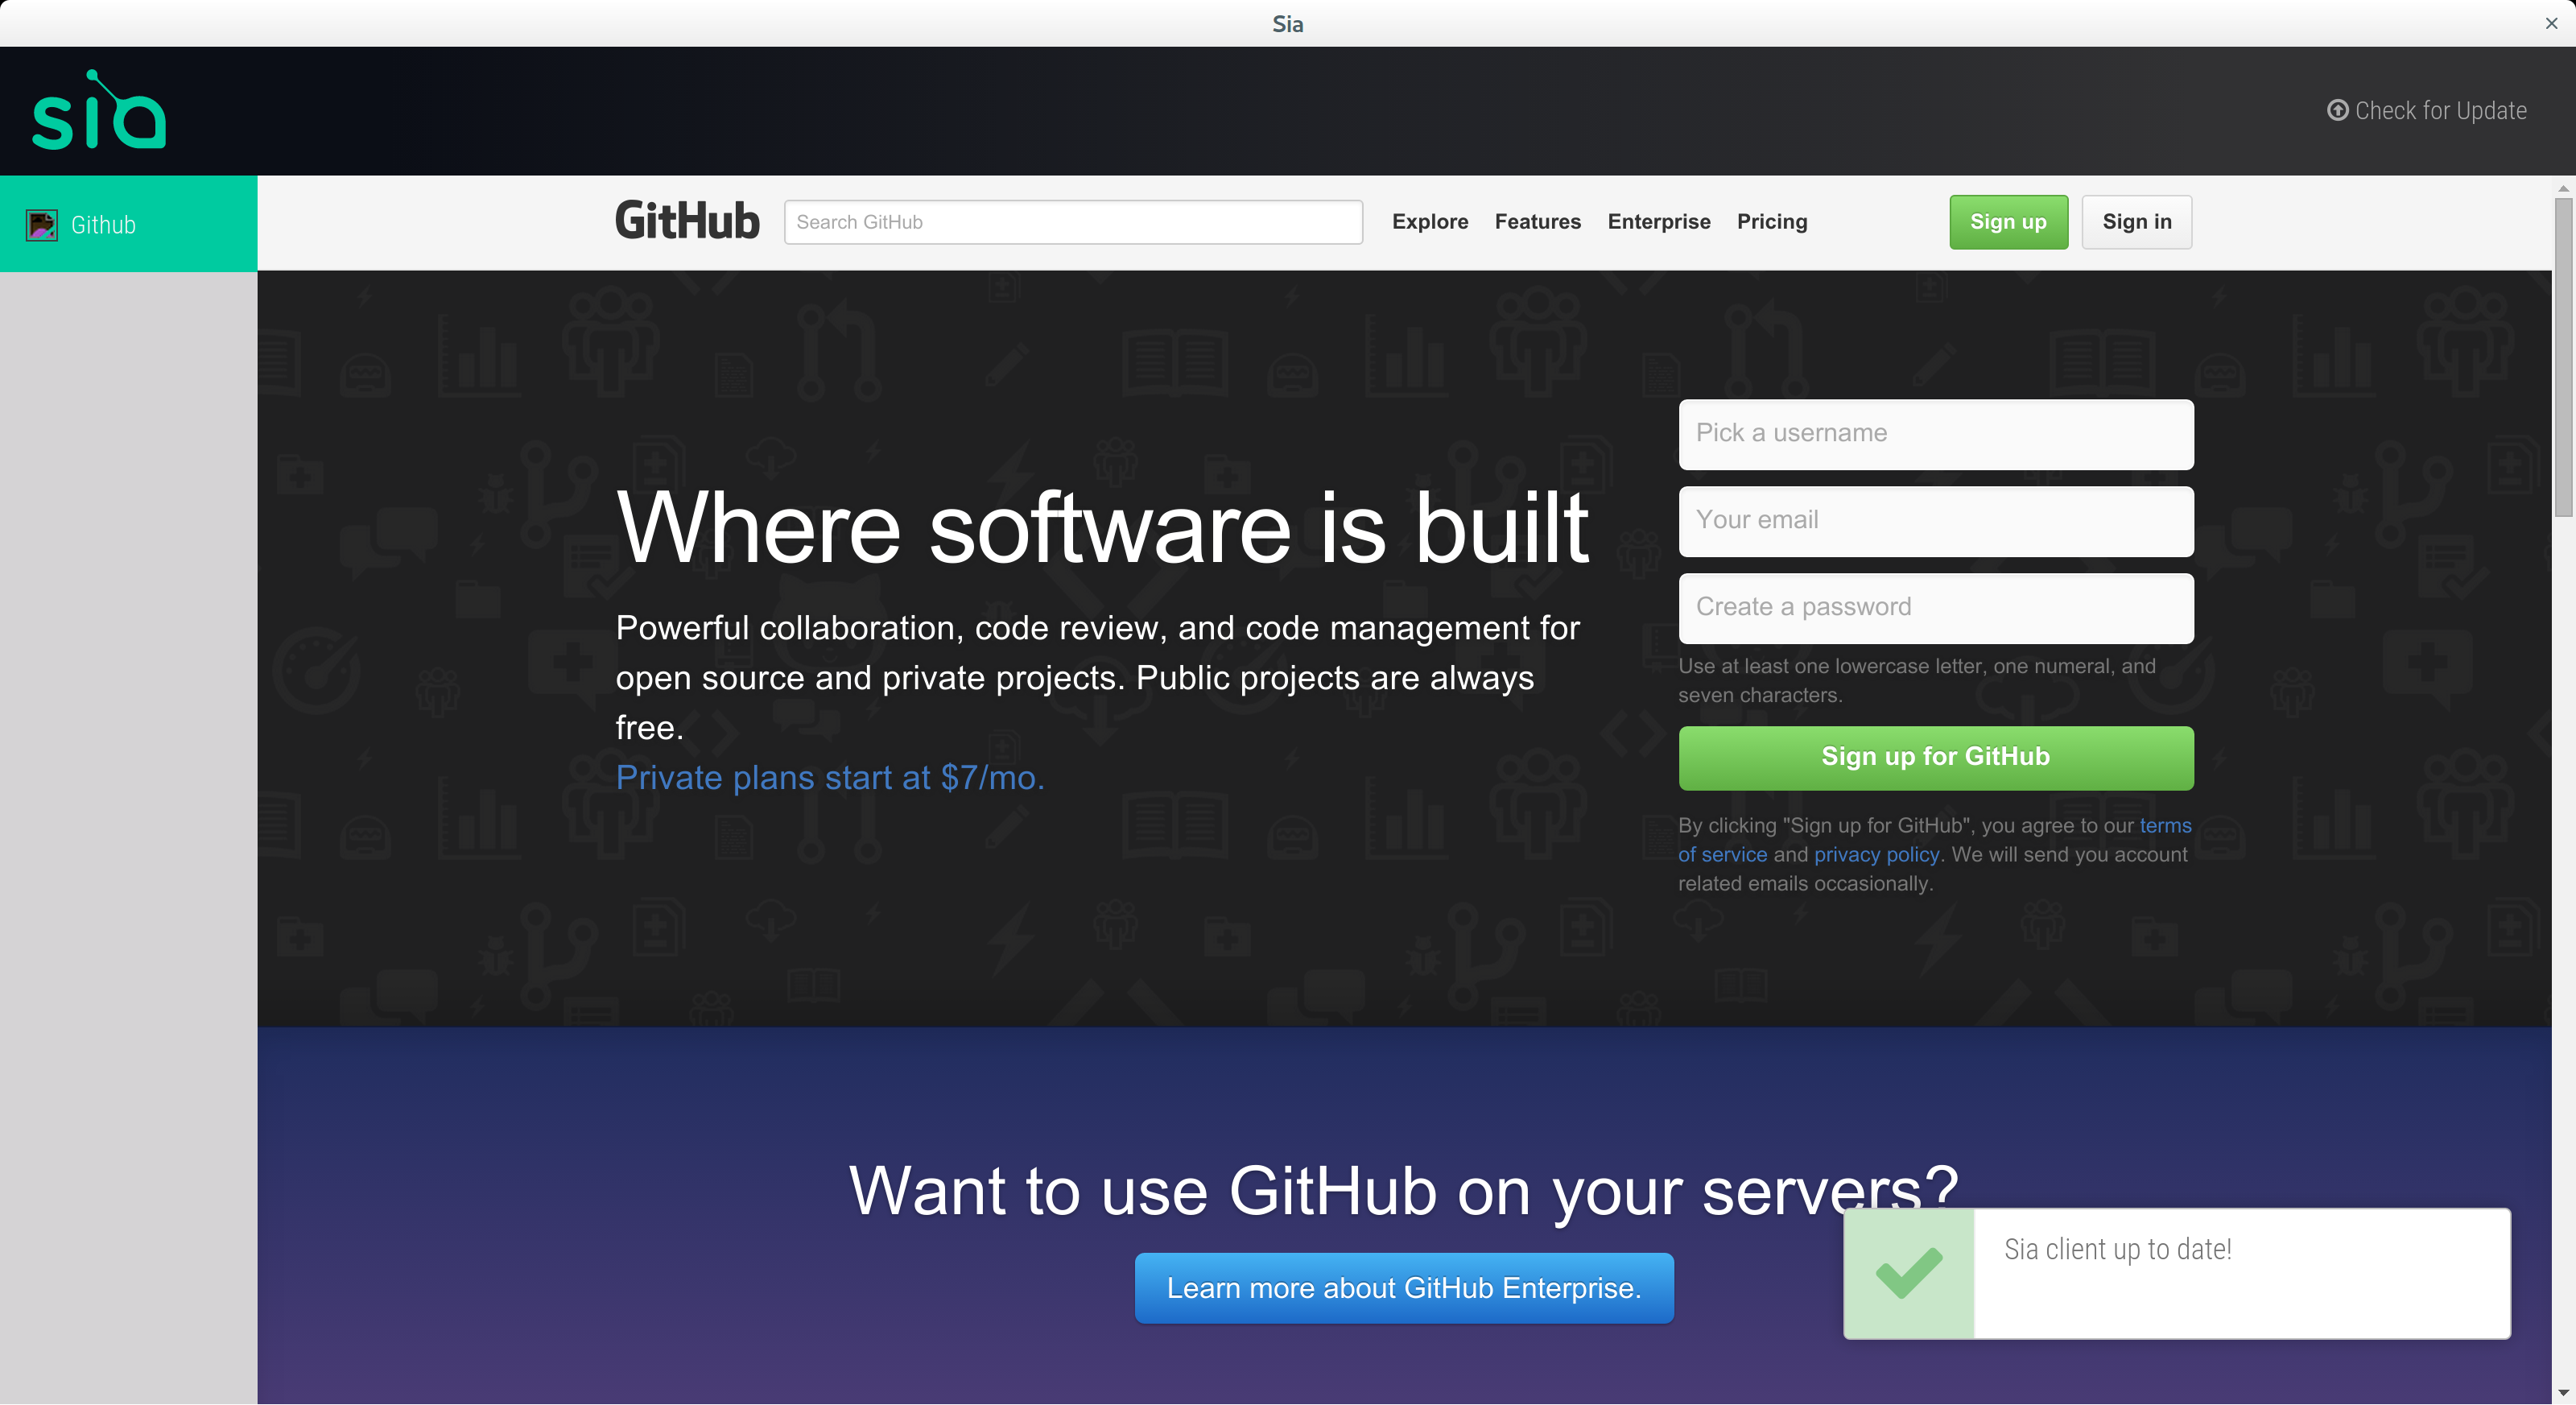 Sia
sia
Check for Update
Github
GitHub
Search GitHub
Explore
Features
Enterprise
Pricing
Sign up
Sign in
Where software is built
Powerful collaboration, code review, and code management for
open source and private projects. Public projects are always
free.
Private plans start at $7/mo.
Pick a username
Your email
Create a password
Use at least one lowercase letter, one numeral, and
seven characters.
Sign up for GitHub
By clicking "Sign up for GitHub", you agree to our terms
of service and privacy policy. We will send you account
related emails occasionally.
Want to use GitHub on your servers?
Learn more about GitHub Enterprise.
Sia client up to date!